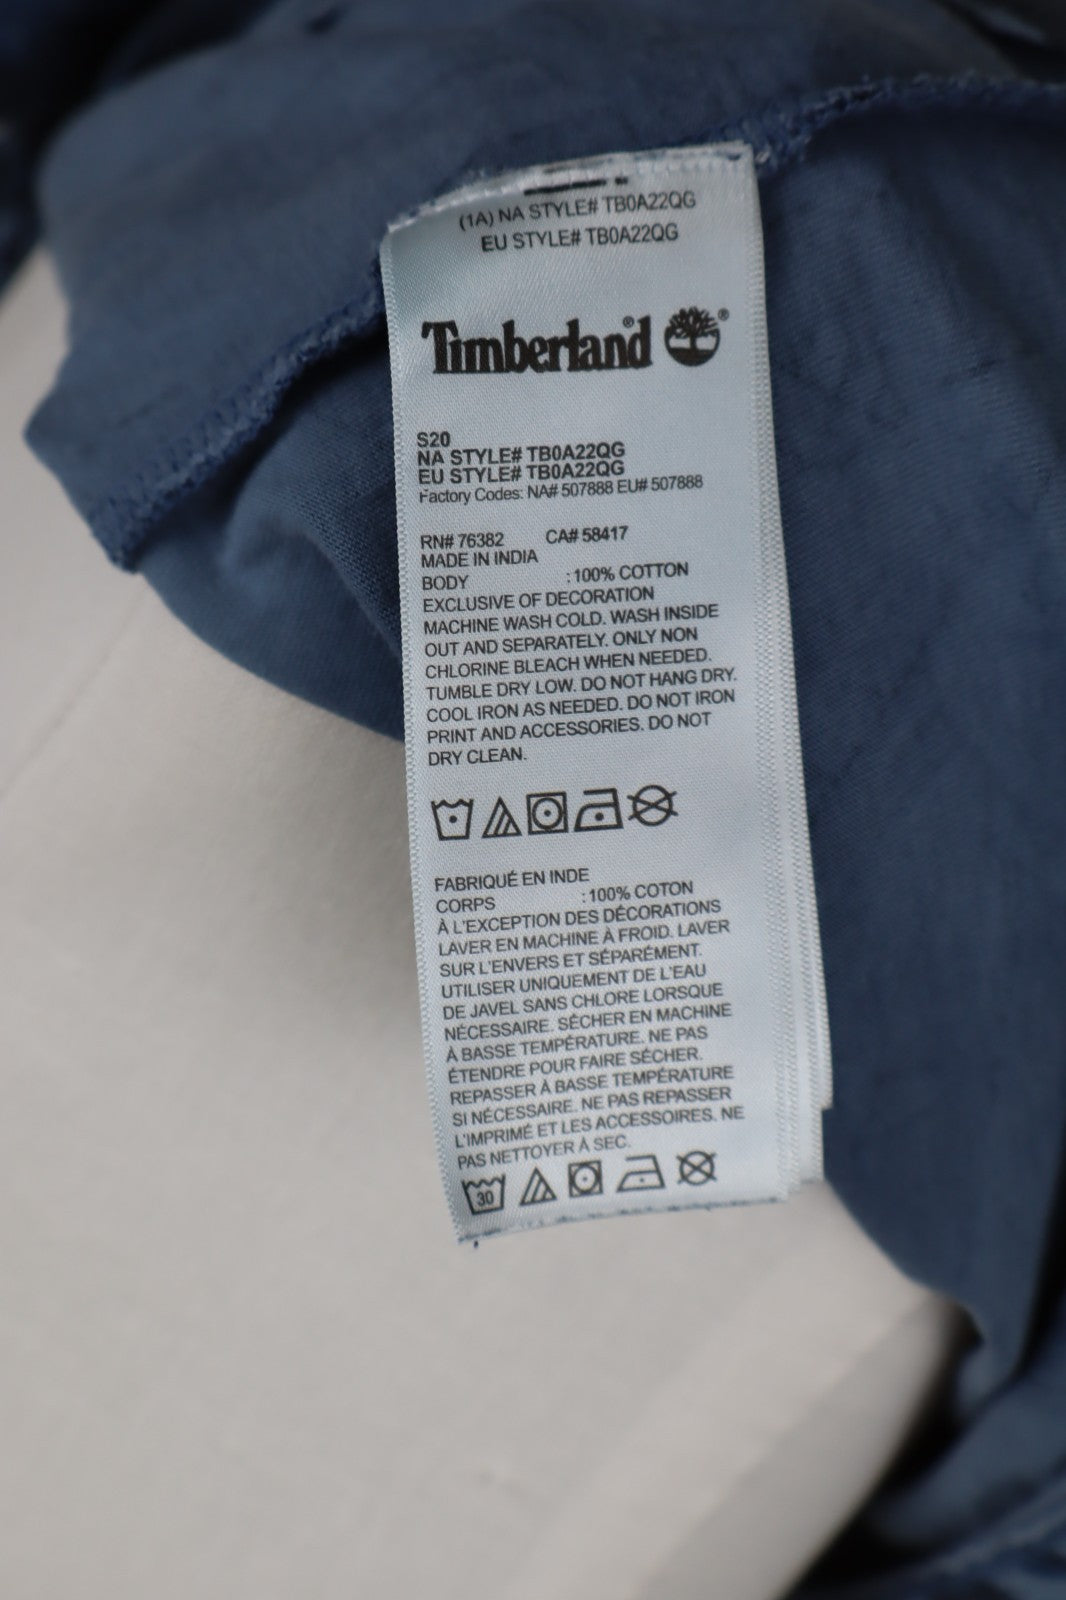 (1A) NA STYLE# TB0A22QG
EU STYLE# TB0A22QG
Timberland® ®
S20
NA STYLE# TB0A22QG
EU STYLE# TB0A22QG
Factory Codes: NA# 507888 EU# 507888
RN# 76382 CA# 58417
MADE IN INDIA
BODY : 100% COTTON
EXCLUSIVE OF DECORATION
MACHINE WASH COLD. WASH INSIDE
OUT AND SEPARATELY. ONLY NON
CHLORINE BLEACH WHEN NEEDED.
TUMBLE DRY LOW. DO NOT HANG DRY.
COOL IRON AS NEEDED. DO NOT IRON
PRINT AND ACCESSORIES. DO NOT
DRY CLEAN.
FABRIQUÉ EN INDE
CORPS : 100% COTON
À L'EXCEPTION DES DÉCORATIONS
LAVER EN MACHINE À FROID. LAVER
SUR L'ENVERS ET SÉPARÉMENT.
UTILISER UNIQUEMENT DE L'EAU
DE JAVEL SANS CHLORE LORSQUE
NÉCESSAIRE. SÉCHER EN MACHINE
À BASSE TEMPÉRATURE. NE PAS
ÉTENDRE POUR FAIRE SÉCHER.
REPASSER À BASSE TEMPÉRATURE
SI NÉCESSAIRE. NE PAS REPASSER
L'IMPRIMÉ ET LES ACCESSOIRES. NE
PAS NETTOYER À SEC.
30